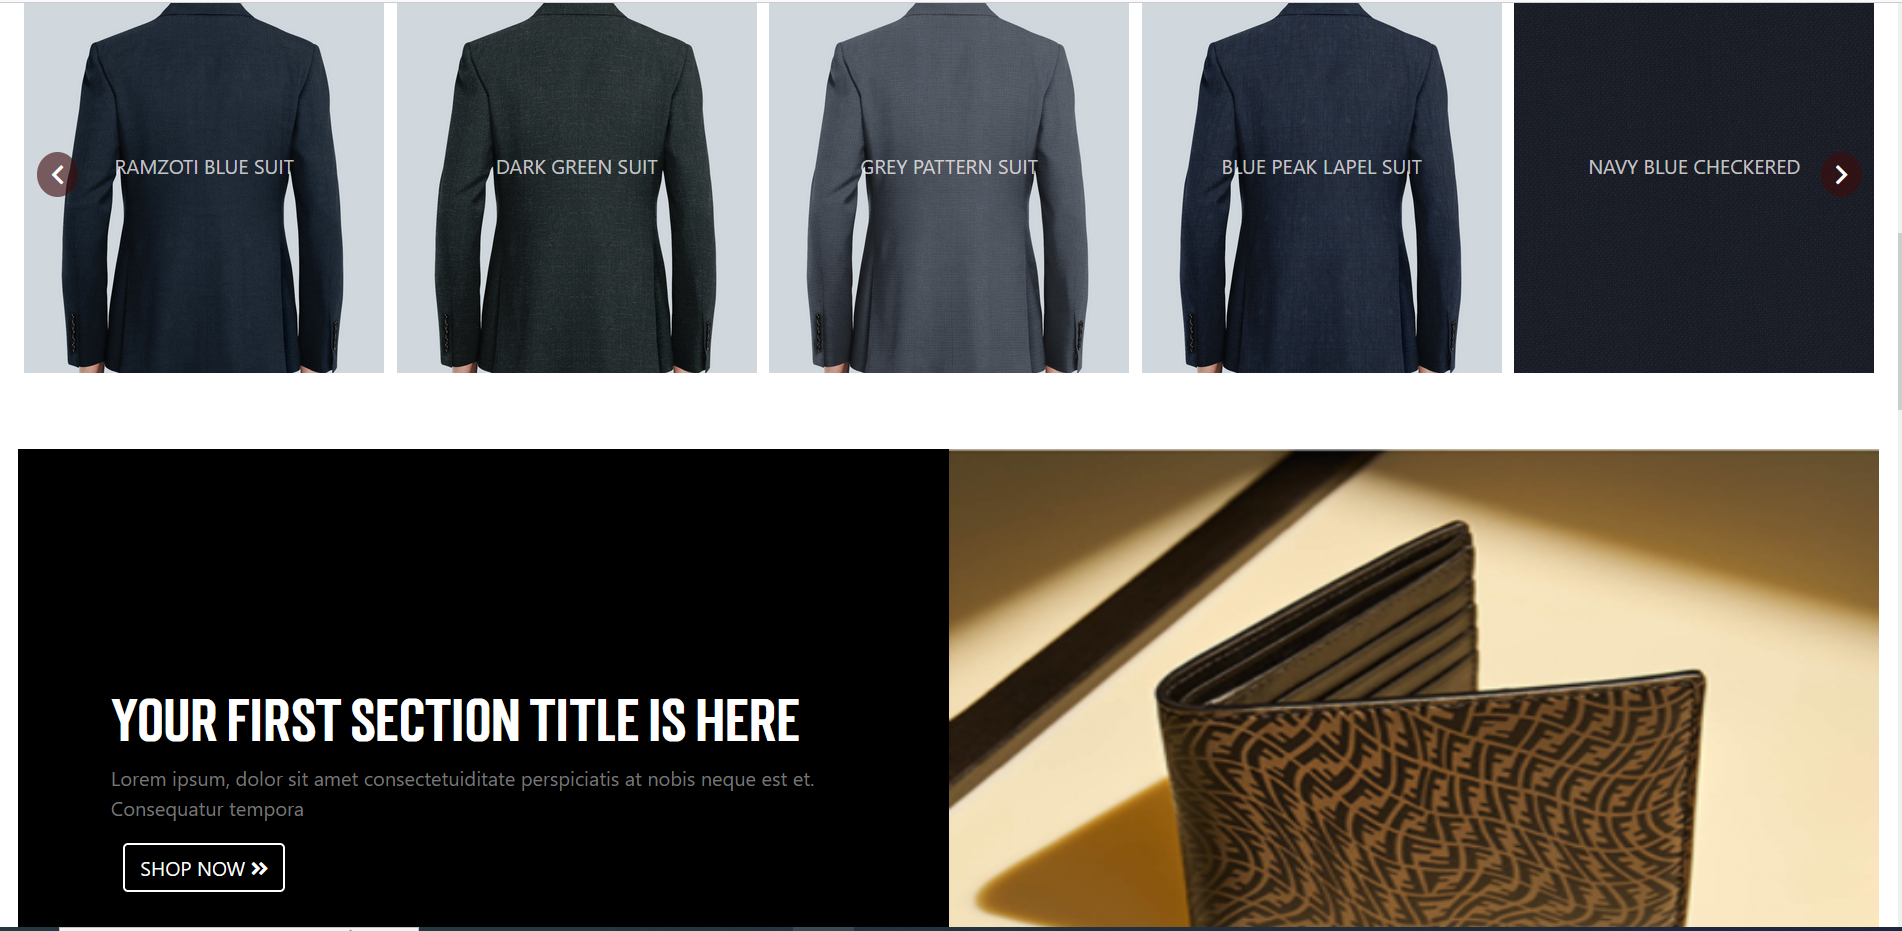 RAMZOTI BLUE SUIT
DARK GREEN SUIT
GREY PATTERN SUIT
BLUE PEAK LAPEL SUIT
NAVY BLUE CHECKERED
YOUR FIRST SECTION TITLE IS HERE
Lorem ipsum, dolor sit amet consectetuiditate perspiciatis at nobis neque est et.
Consequatur tempora
SHOP NOW »